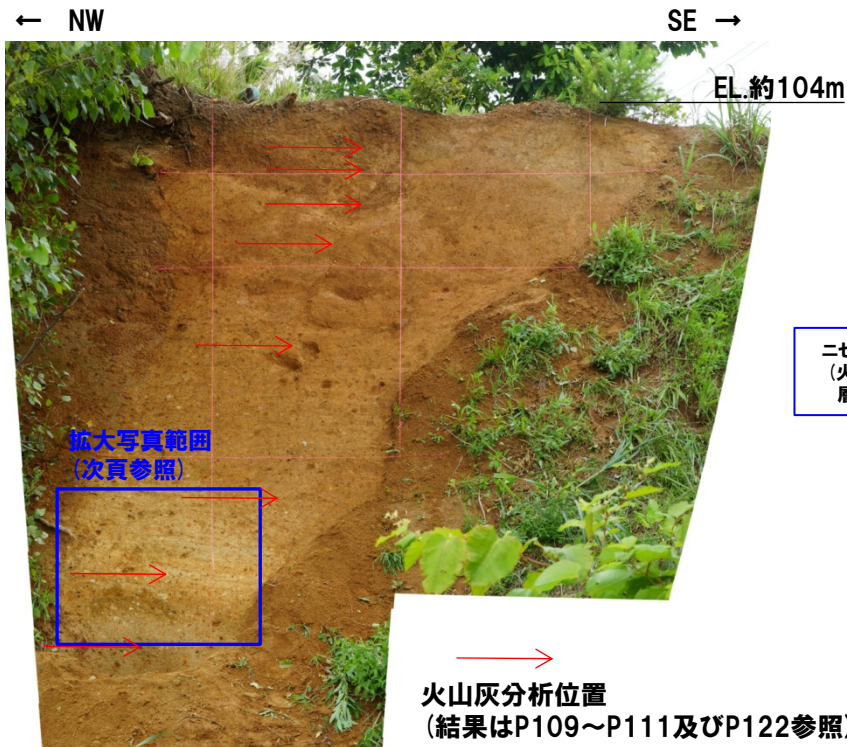 ← NW
SE →
EL.約104m
拡大写真範囲
(次頁参照)
火山灰分析位置
(結果はP109～P111及びP122参照)